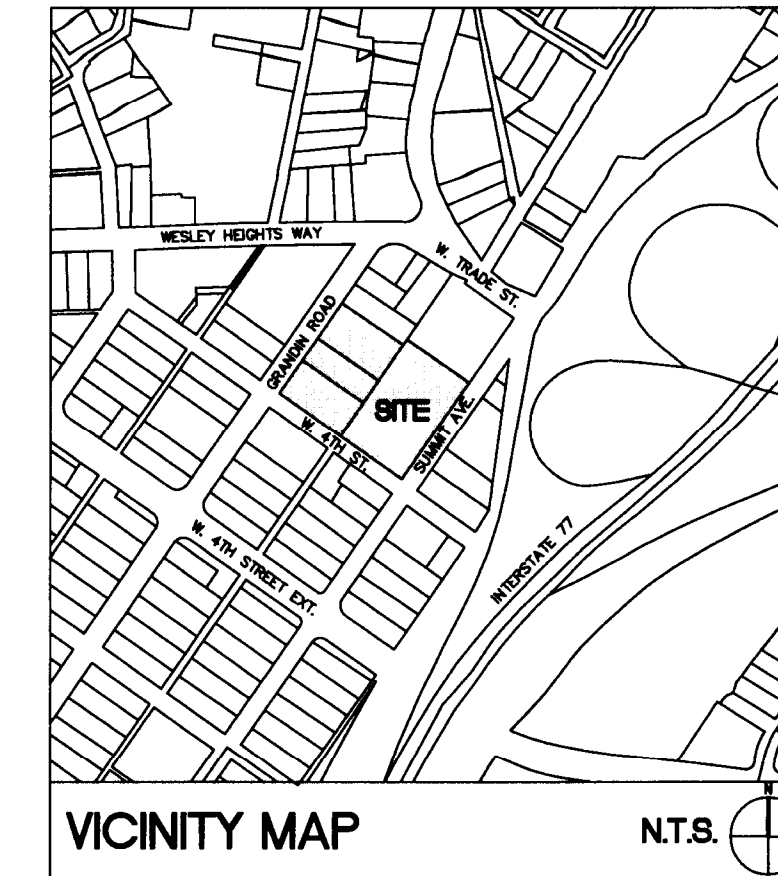 WESLEY HEIGHTS WAY
W. TRADE ST.
GRANDIN ROAD
SITE
SUMMIT AVE.
W. 4TH ST.
W. 4TH STREET EXT.
INTERSTATE 77
VICINITY MAP
N.T.S.
N